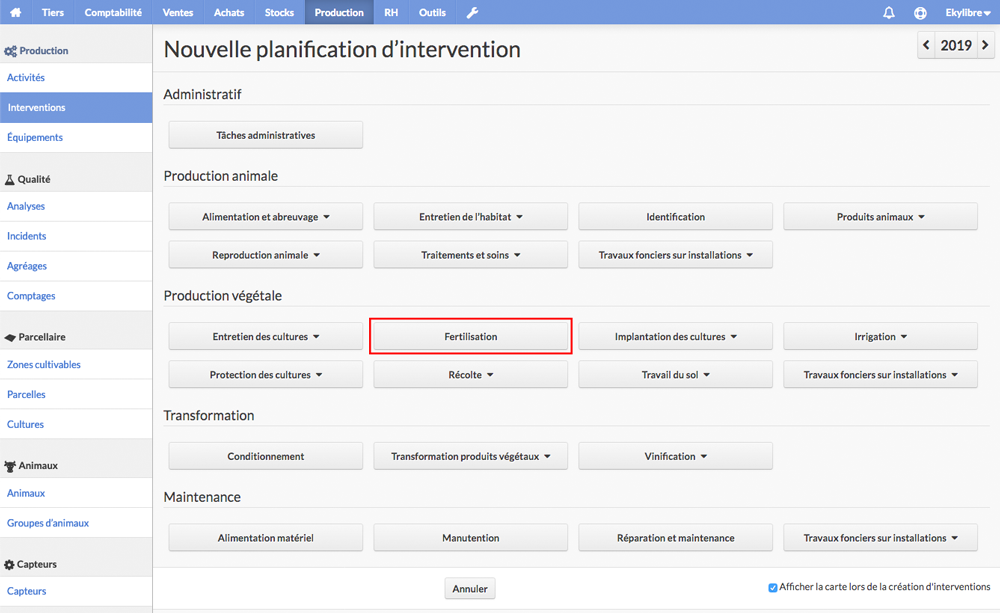 Tiers Comptabilité Ventes Achats Stocks Production RH Outils Ekylibre
Production
Activités
Interventions
Équipements
Qualité
Analyses
Incidents
Agréages
Comptages
Parcellaire
Zones cultivables
Parcelles
Cultures
Animaux
Animaux
Groupes d’animaux
Capteurs
Capteurs
Nouvelle planification d’intervention
2019
Administratif
Tâches administratives
Production animale
Alimentation et abreuvage Entretien de l’habitat Identification Produits animaux
Reproduction animale Traitements et soins Travaux fonciers sur installations
Production végétale
Entretien des cultures Fertilisation Implantation des cultures Irrigation
Protection des cultures Récolte Travail du sol Travaux fonciers sur installations
Transformation
Conditionnement Transformation produits végétaux Vinification
Maintenance
Alimentation matériel Manutention Réparation et maintenance Travaux fonciers sur installations
Annuler
Afficher la carte lors de la création d'interventions